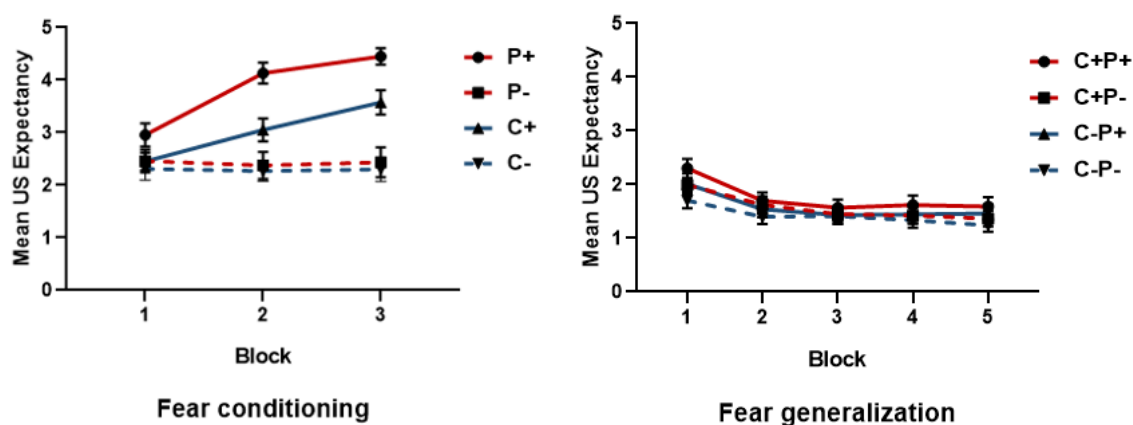 Mean US Expectancy
5
4
3
2
1
0
1 2 3
Block
P+
P-
C+
C-
Fear conditioning
Mean US Expectancy
5
4
3
2
1
0
1 2 3 4 5
Block
C+P+
C+P-
C-P+
C-P-
Fear generalization